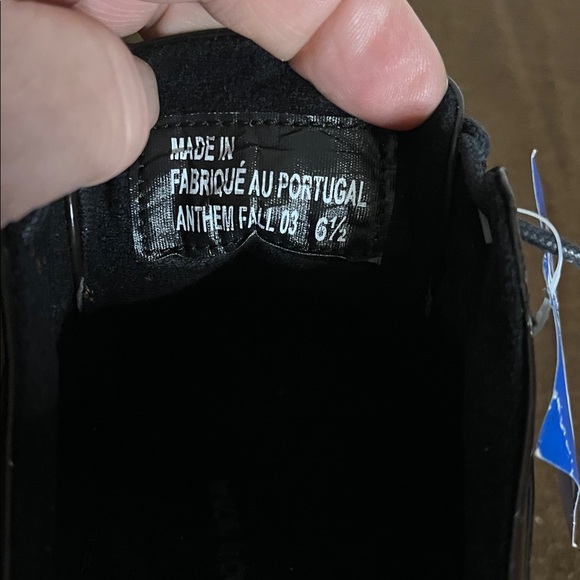 MADE IN
FABRIQUÉ AU PORTUGAL
ANTHEM FALL 03 6½